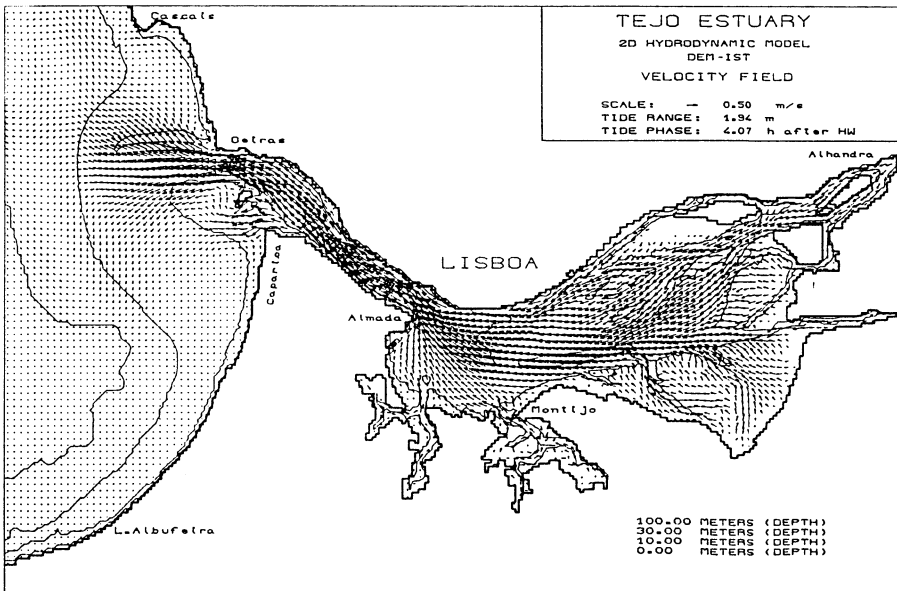 TEJO ESTUARY
2D HYDRODYNAMIC MODEL
DEM-IST
VELOCITY FIELD
SCALE: → 0.50 m/s
TIDE RANGE: 1.94 m
TIDE PHASE: 4.07 h after HW
Cascais
Oeiras
Alhandra
LISBOA
Caparica
Almada
Montijo
L.Albufeira
100.00 METERS (DEPTH)
30.00 METERS (DEPTH)
10.00 METERS (DEPTH)
0.00 METERS (DEPTH)